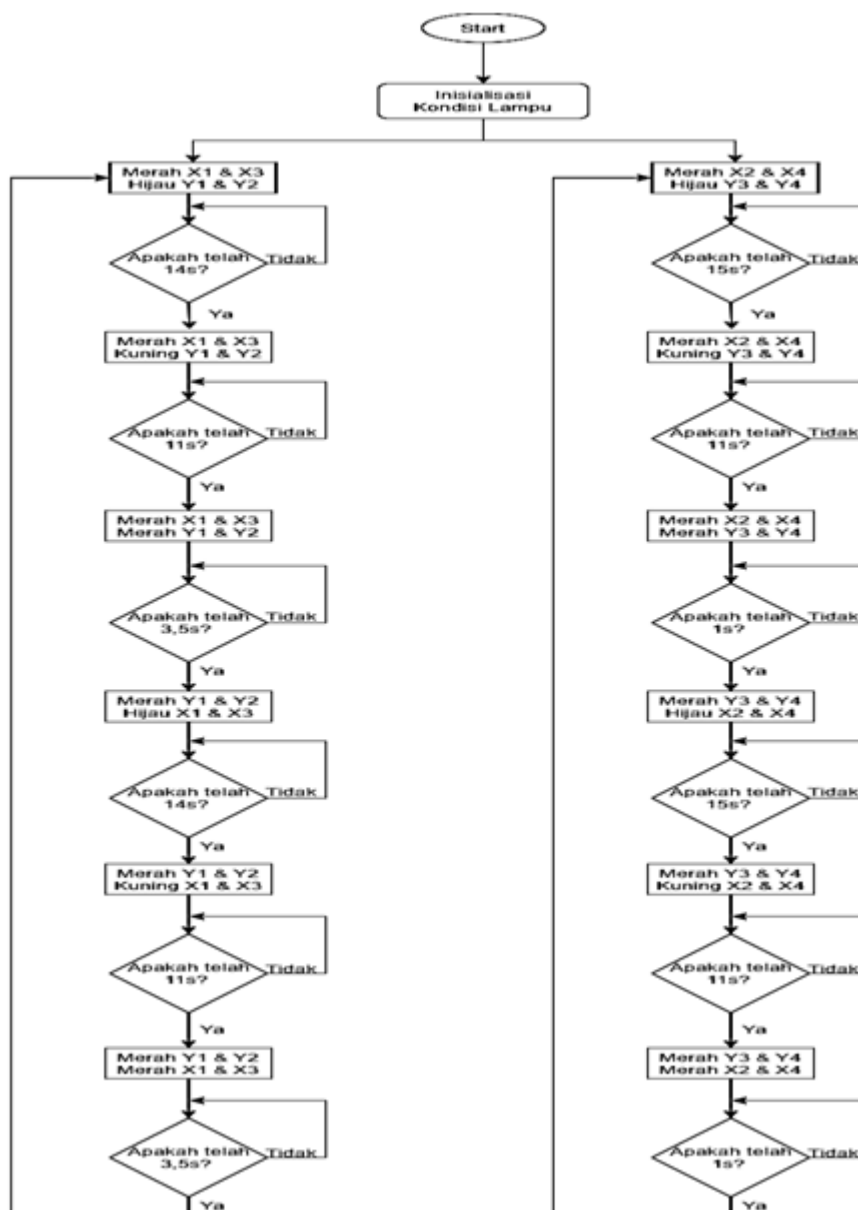 Start
Inisialisasi
Kondisi Lampu
Merah X1 & X3
Hijau Y1 & Y2
Apakah telah
14s?
Tidak
Ya
Merah X1 & X3
Kuning Y1 & Y2
Apakah telah
11s?
Tidak
Ya
Merah X1 & X3
Merah Y1 & Y2
Apakah telah
3,5s?
Tidak
Ya
Merah Y1 & Y2
Hijau X1 & X3
Apakah telah
14s?
Tidak
Ya
Merah Y1 & Y2
Kuning X1 & X3
Apakah telah
11s?
Tidak
Ya
Merah Y1 & Y2
Merah X1 & X3
Apakah telah
3,5s?
Tidak
Ya
Merah X2 & X4
Hijau Y3 & Y4
Apakah telah
15s?
Tidak
Ya
Merah X2 & X4
Kuning Y3 & Y4
Apakah telah
11s?
Tidak
Ya
Merah X2 & X4
Merah Y3 & Y4
Apakah telah
1s?
Tidak
Ya
Merah Y3 & Y4
Hijau X2 & X4
Apakah telah
15s?
Tidak
Ya
Merah Y3 & Y4
Kuning X2 & X4
Apakah telah
11s?
Tidak
Ya
Merah Y3 & Y4
Merah X2 & X4
Apakah telah
1s?
Tidak
Ya